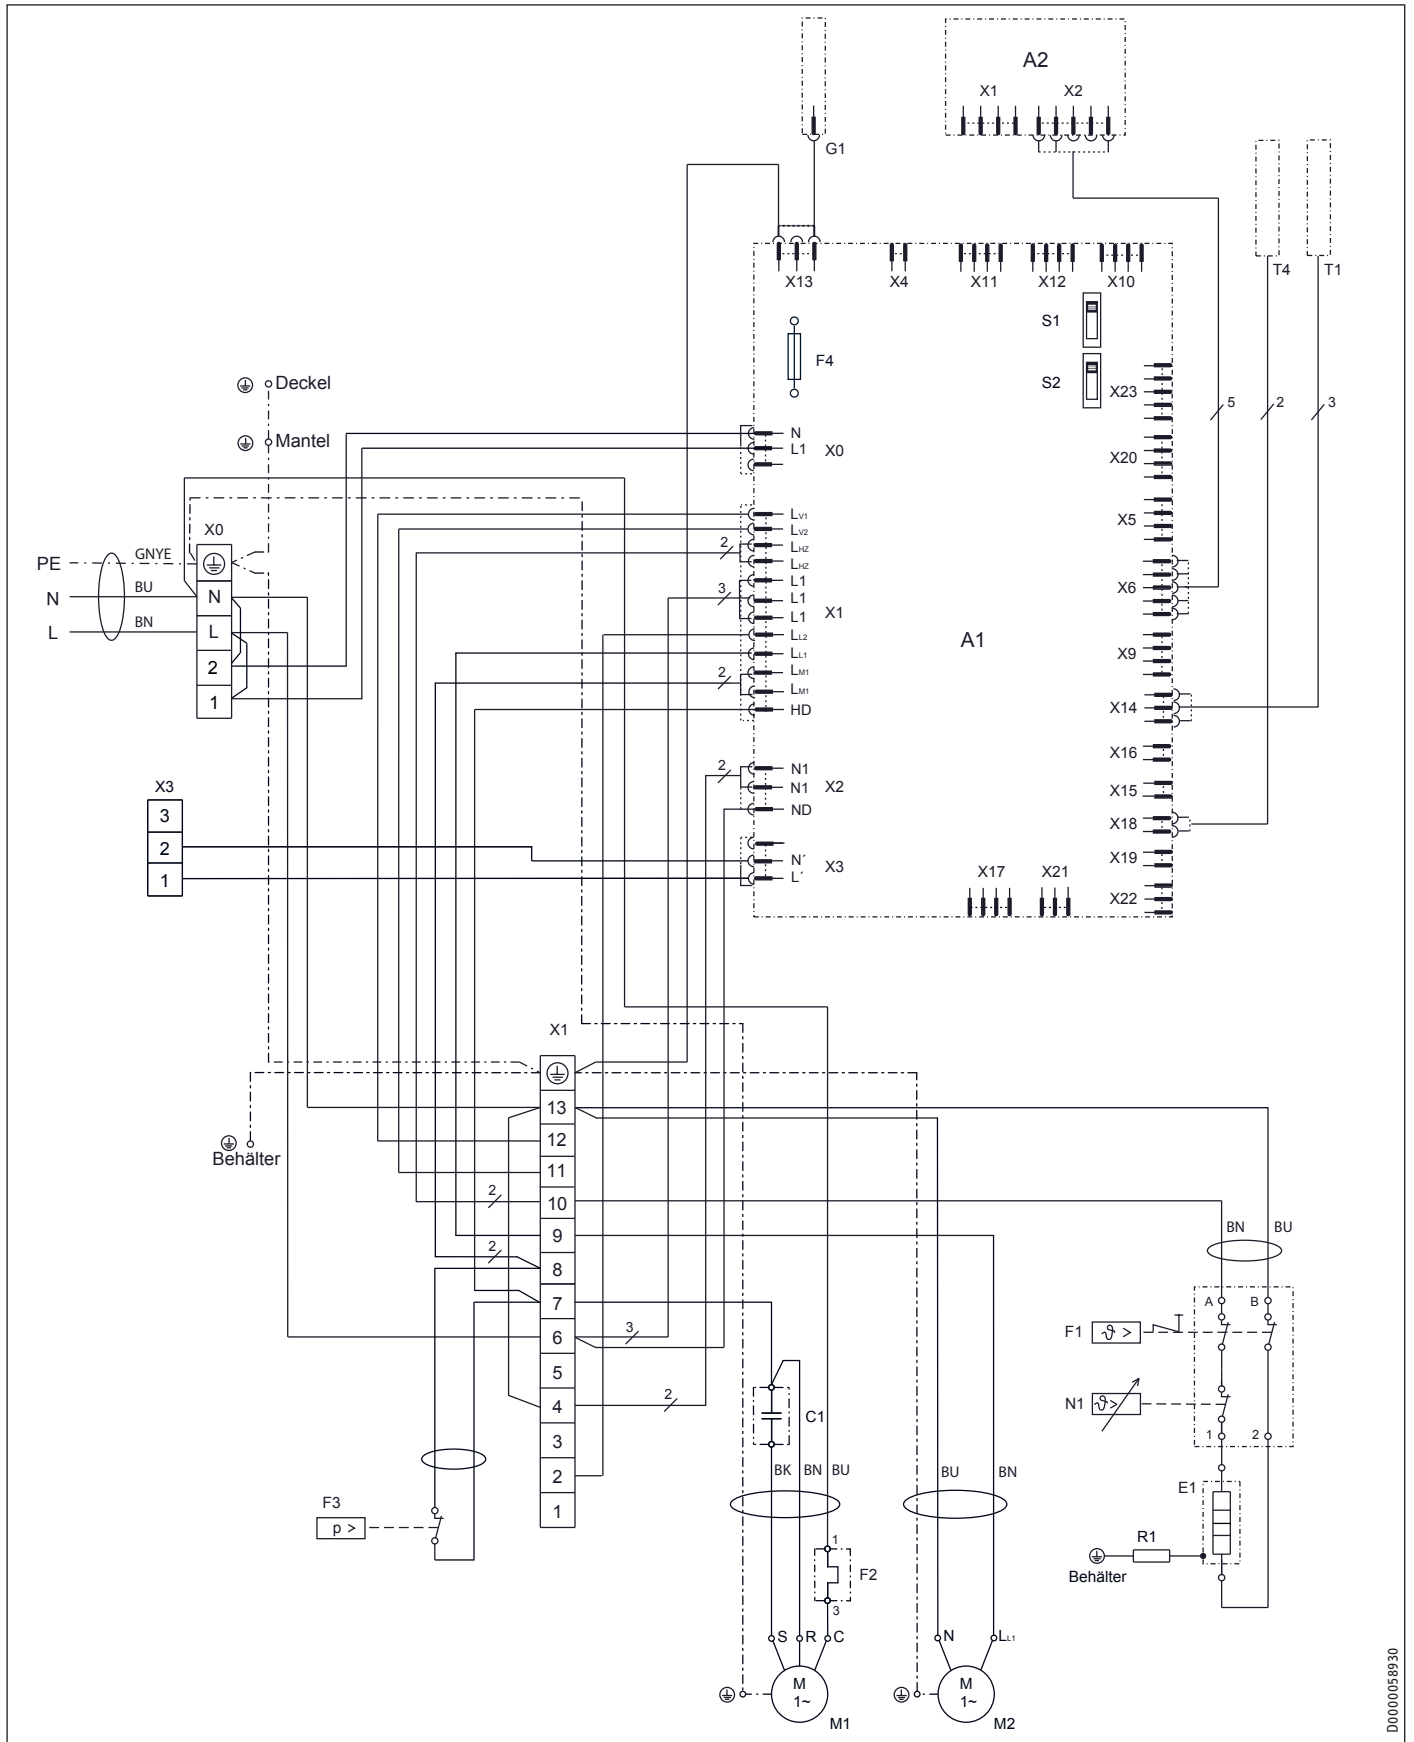 A2
X1 X2
G1
T4 T1
X13 X4 X11 X12 X10
S1
F4
S2
X23
5 2 3
Deckel
Mantel
N
L1 X0
X20
X5
X0
LV1
LV2
2 LHZ
LHZ
PE GNYE
N BU N
L BN L
2
1
L1
3 L1
L1 X1
LL2
LL1
2 LM1
LM1
HD
A1
X6
X9
X14
X16
X15
X18
X19
X22
2 N1
N1 X2
ND
X3
3
2
1
N´ X3
L´
X17 X21
X1
13
12
11
2 10
9
2 8
7
6 3
5
4 2
3
2
1
Behälter
BN BU
A B
F1 ϑ >
N1 ϑ>
1 2
C1
BK BN BU
BU BN
F3
p >
E1
R1
Behälter
1
F2
3
S R C
N LL1
M
1~
M1
M
1~
M2
D0000058930